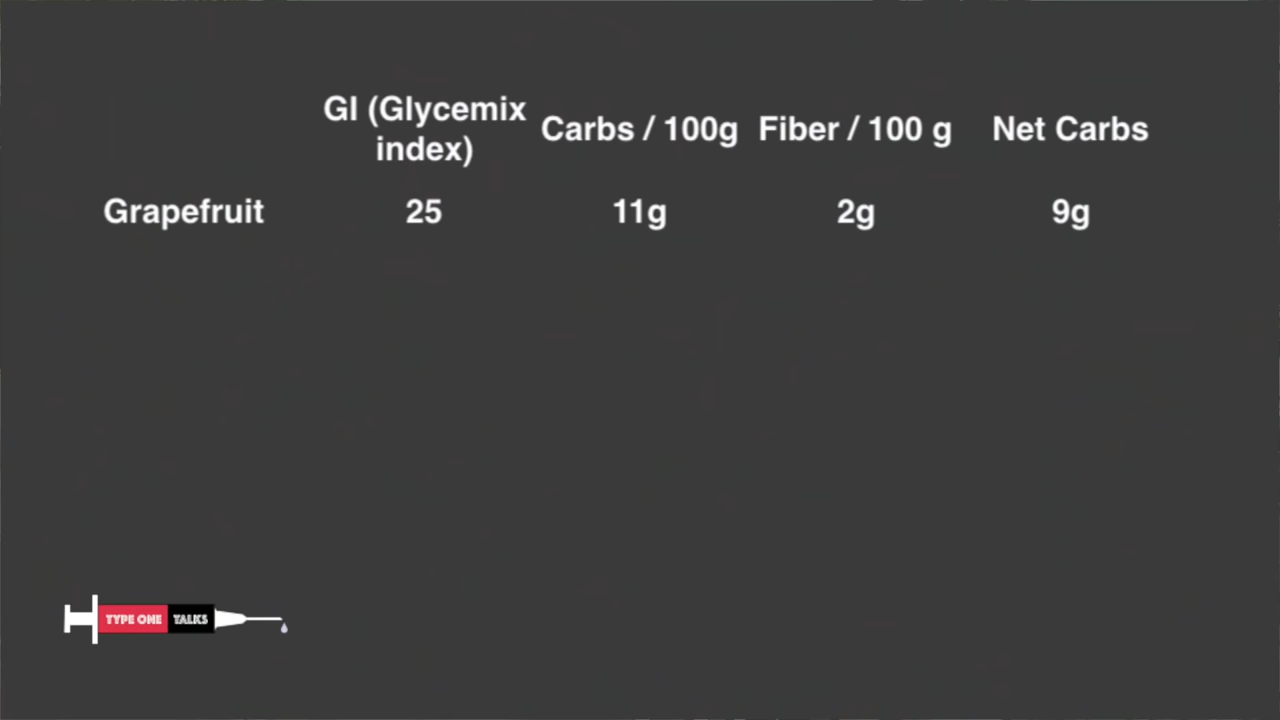 GI (Glycemix
index)
Carbs / 100g
Fiber / 100 g
Net Carbs
Grapefruit 25 11g 2g 9g
TYPE ONE TALKS